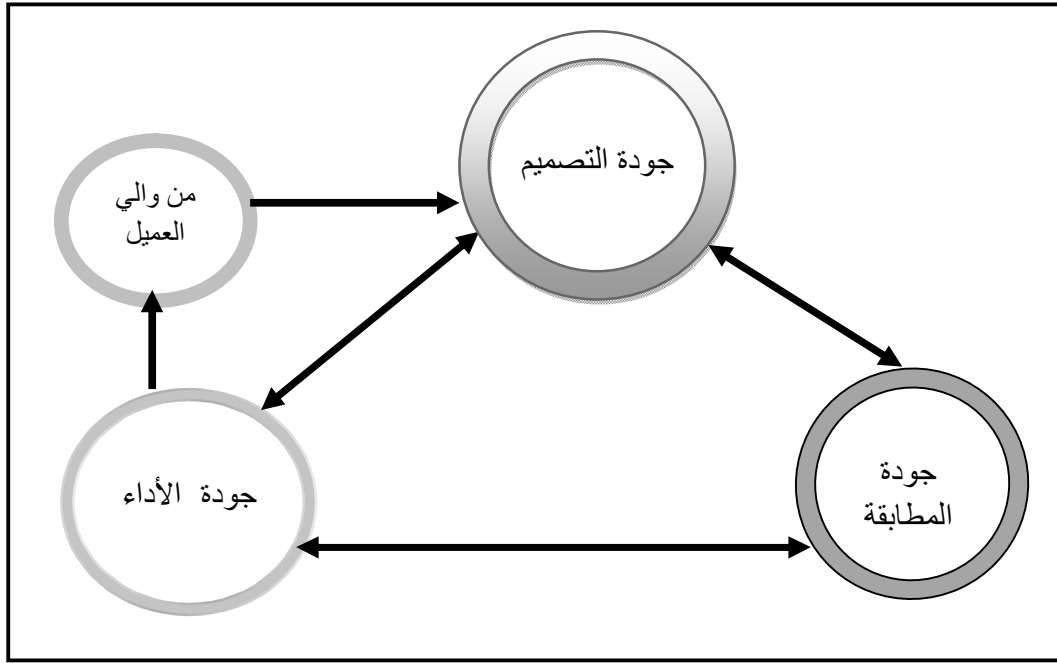 جودة التصميم
من والي
العميل
جودة الأداء
جودة
المطابقة